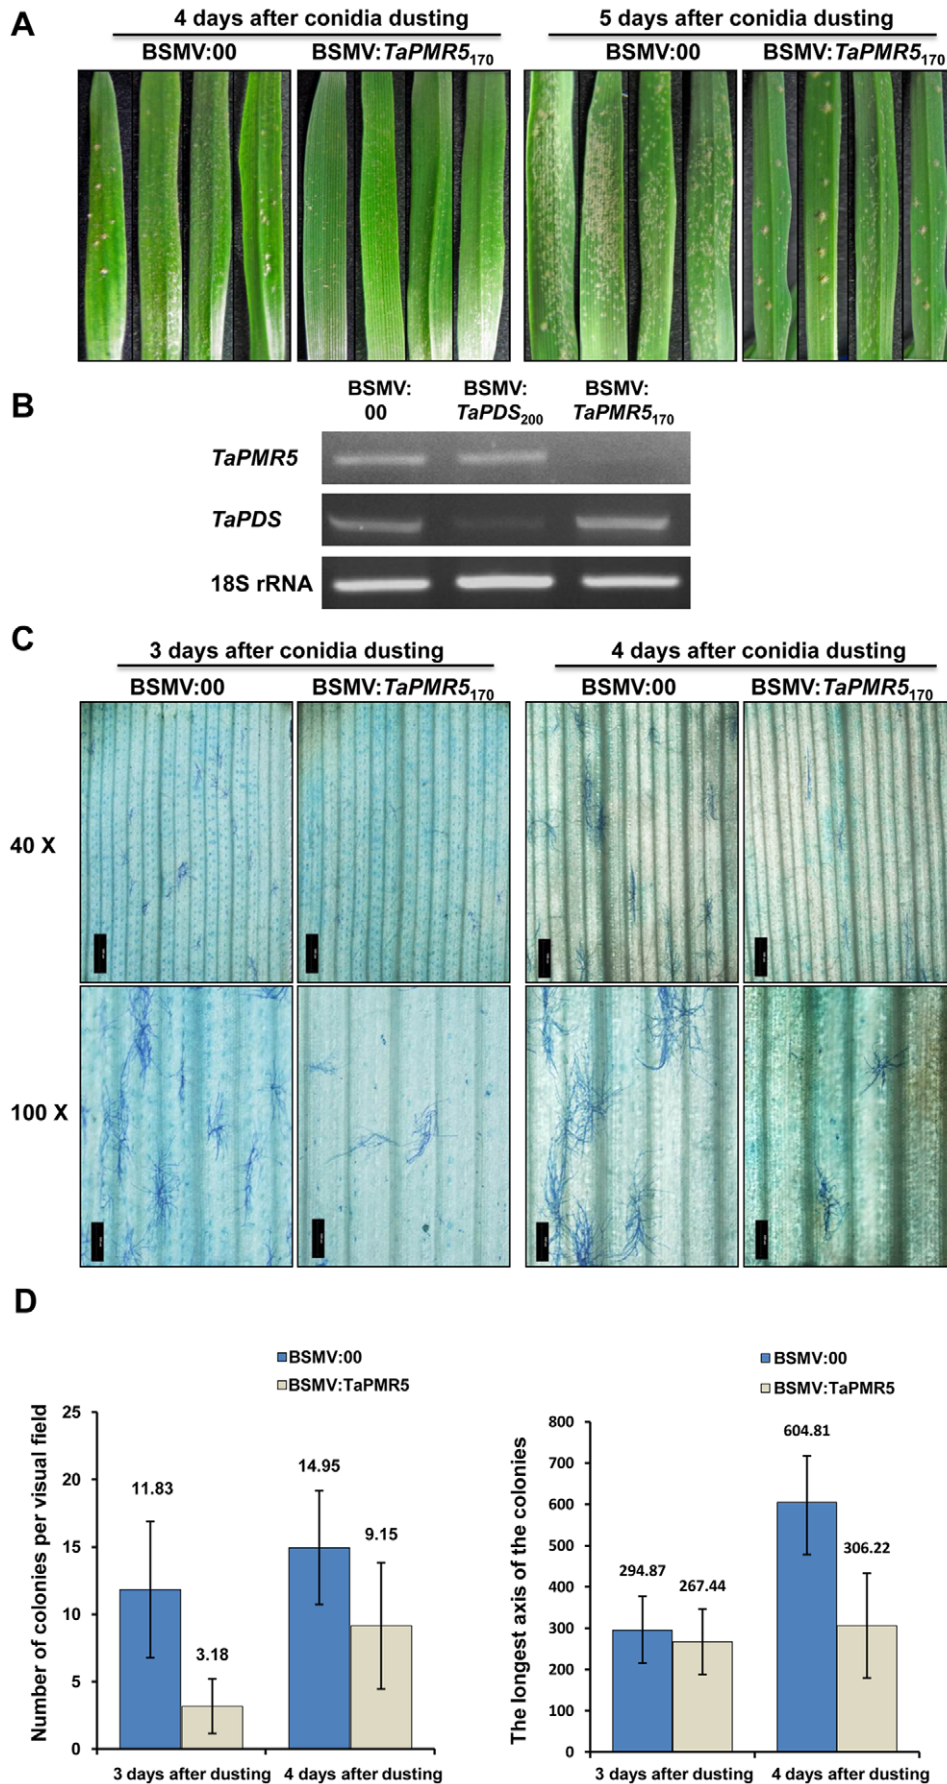 A
4 days after conidia dusting
5 days after conidia dusting
BSMV:00
BSMV:TaPMR5170
BSMV:00
BSMV:TaPMR5170
B
BSMV:
00
BSMV:
TaPDS200
BSMV:
TaPMR5170
TaPMR5
TaPDS
18S rRNA
C
3 days after conidia dusting
4 days after conidia dusting
BSMV:00
BSMV:TaPMR5170
BSMV:00
BSMV:TaPMR5170
40 X
100 X
D
BSMV:00
BSMV:TaPMR5
Number of colonies per visual field
25
20
15
10
5
0
11.83
3.18
14.95
9.15
3 days after dusting
4 days after dusting
BSMV:00
BSMV:TaPMR5
The longest axis of the colonies
800
700
600
500
400
300
200
100
0
294.87
267.44
604.81
306.22
3 days after dusting
4 days after dusting